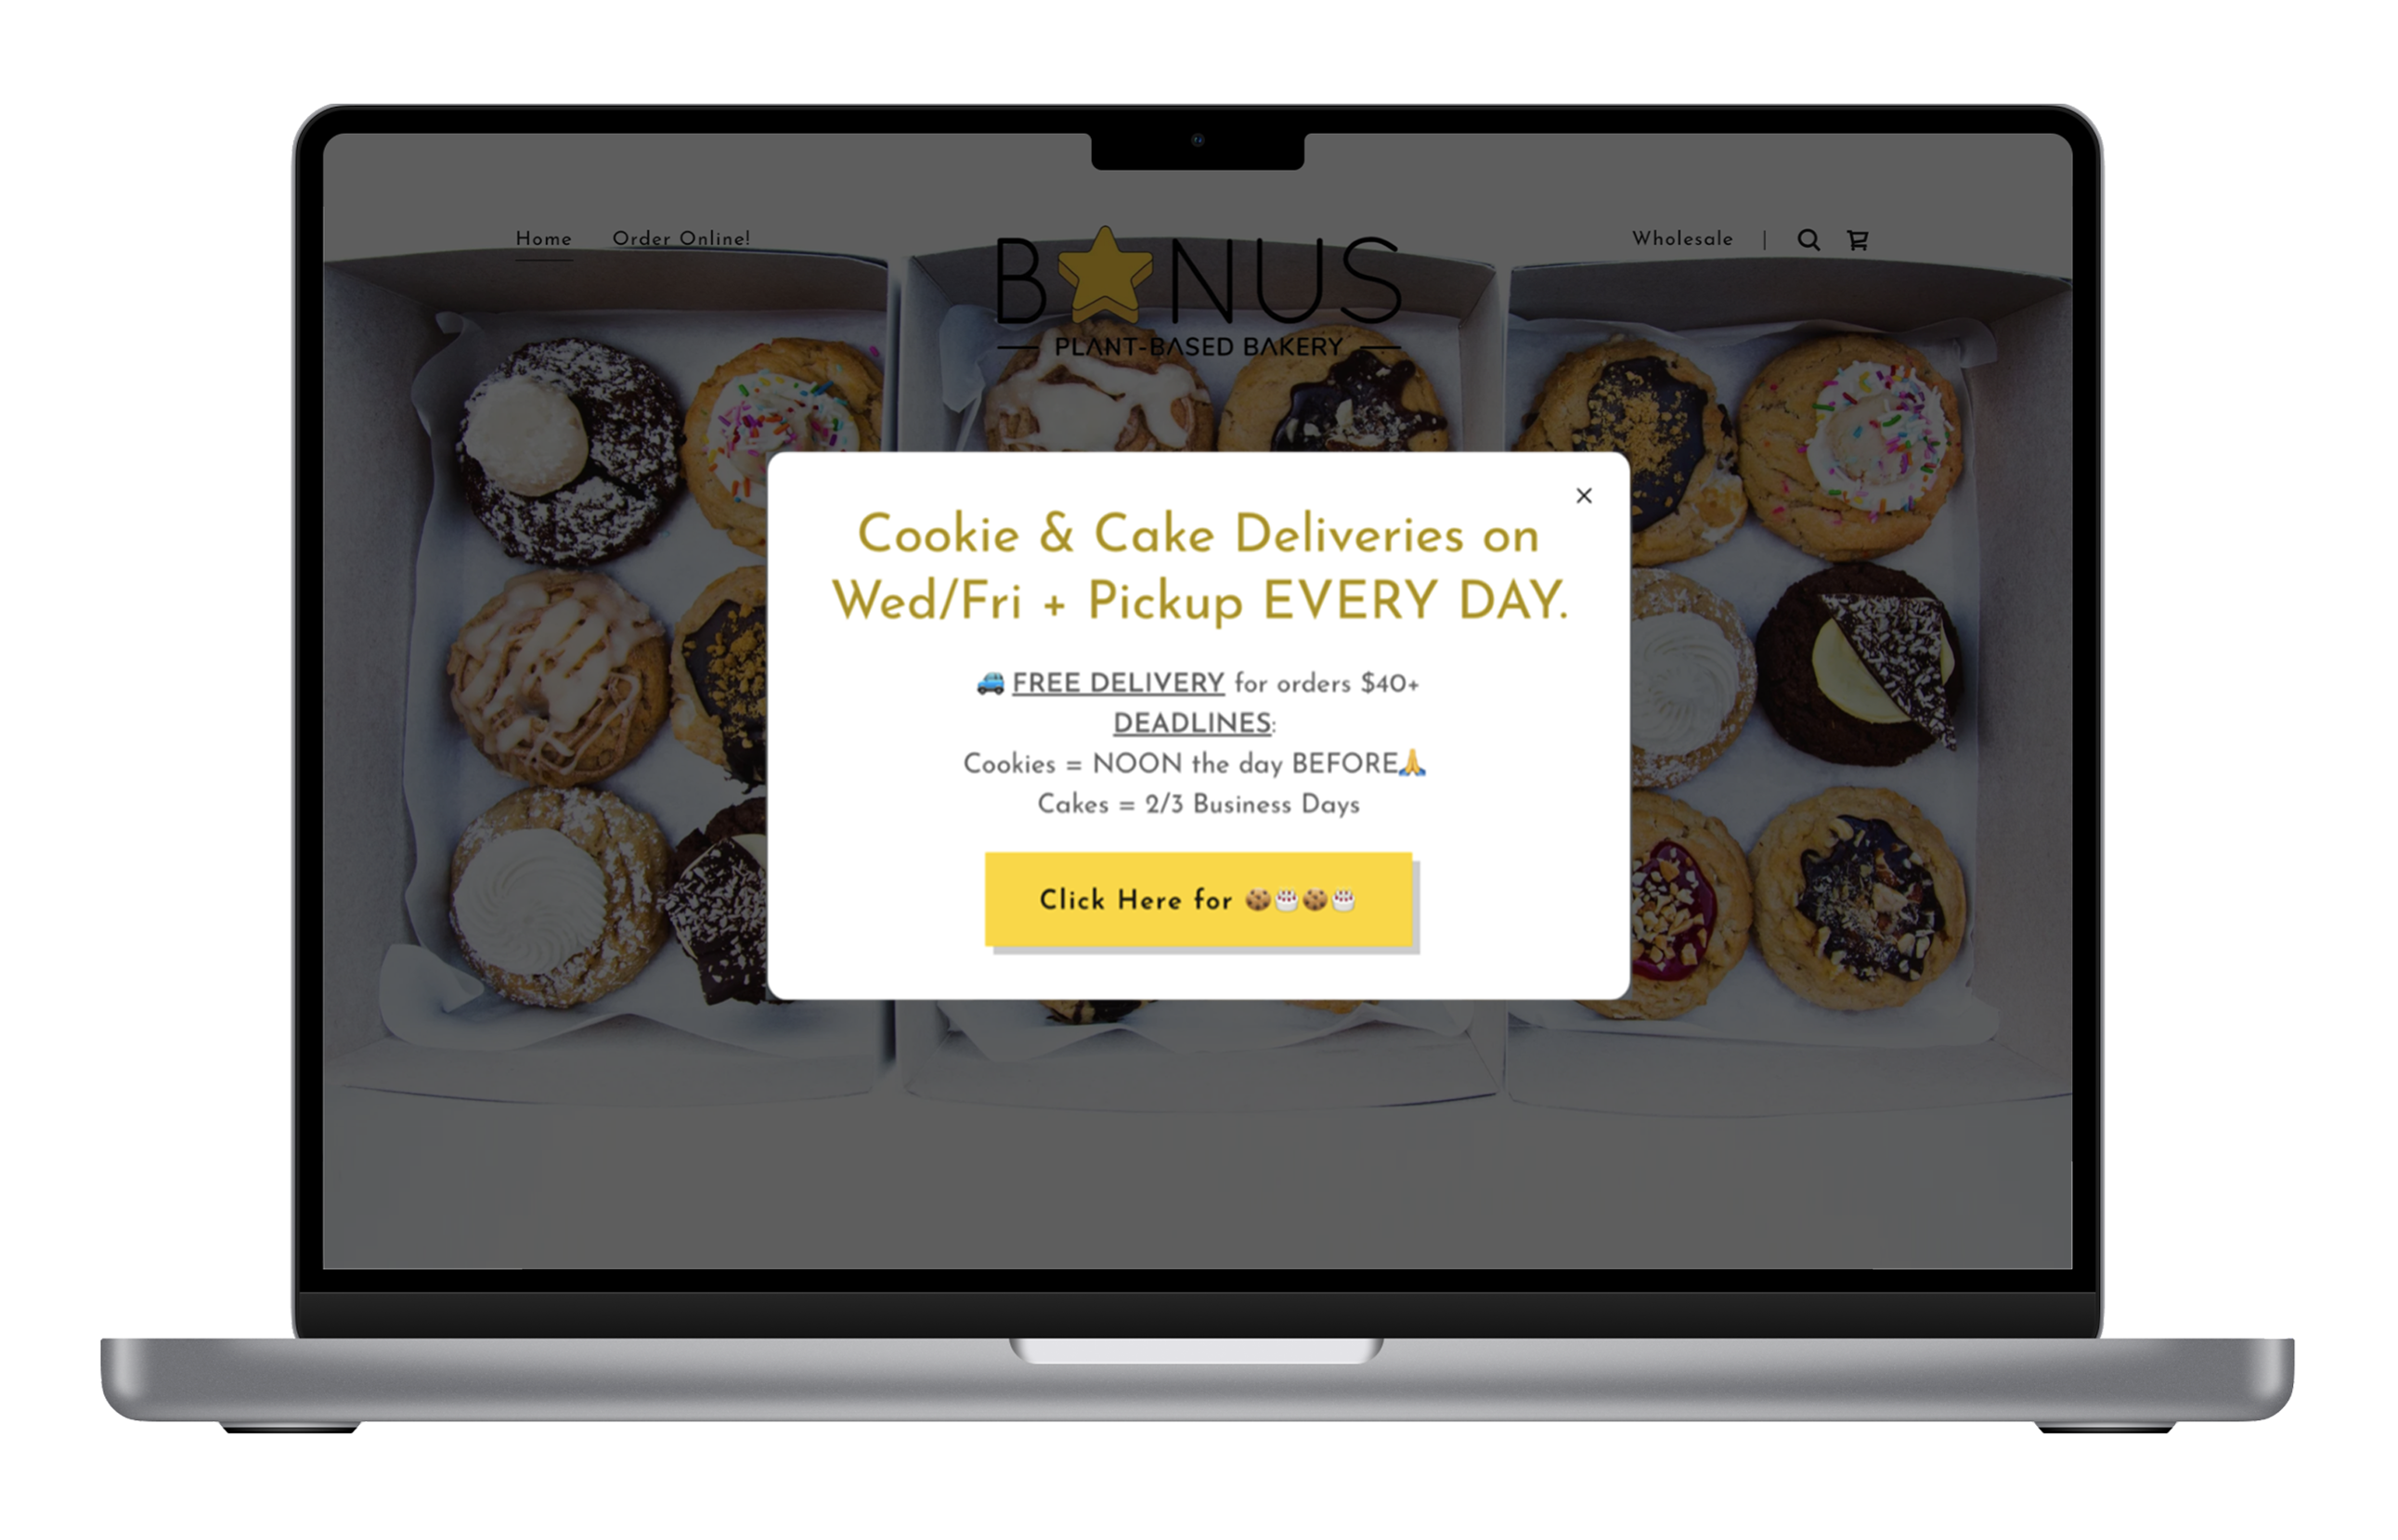 Home Order Online!
B⭐NUS
PLANT-BASED BAKERY
Wholesale |
Cookie & Cake Deliveries on
Wed/Fri + Pickup EVERY DAY.
🚙 FREE DELIVERY for orders $40+
DEADLINES:
Cookies = NOON the day BEFORE🙏
Cakes = 2/3 Business Days
Click Here for 🍪🎂🍪🎂